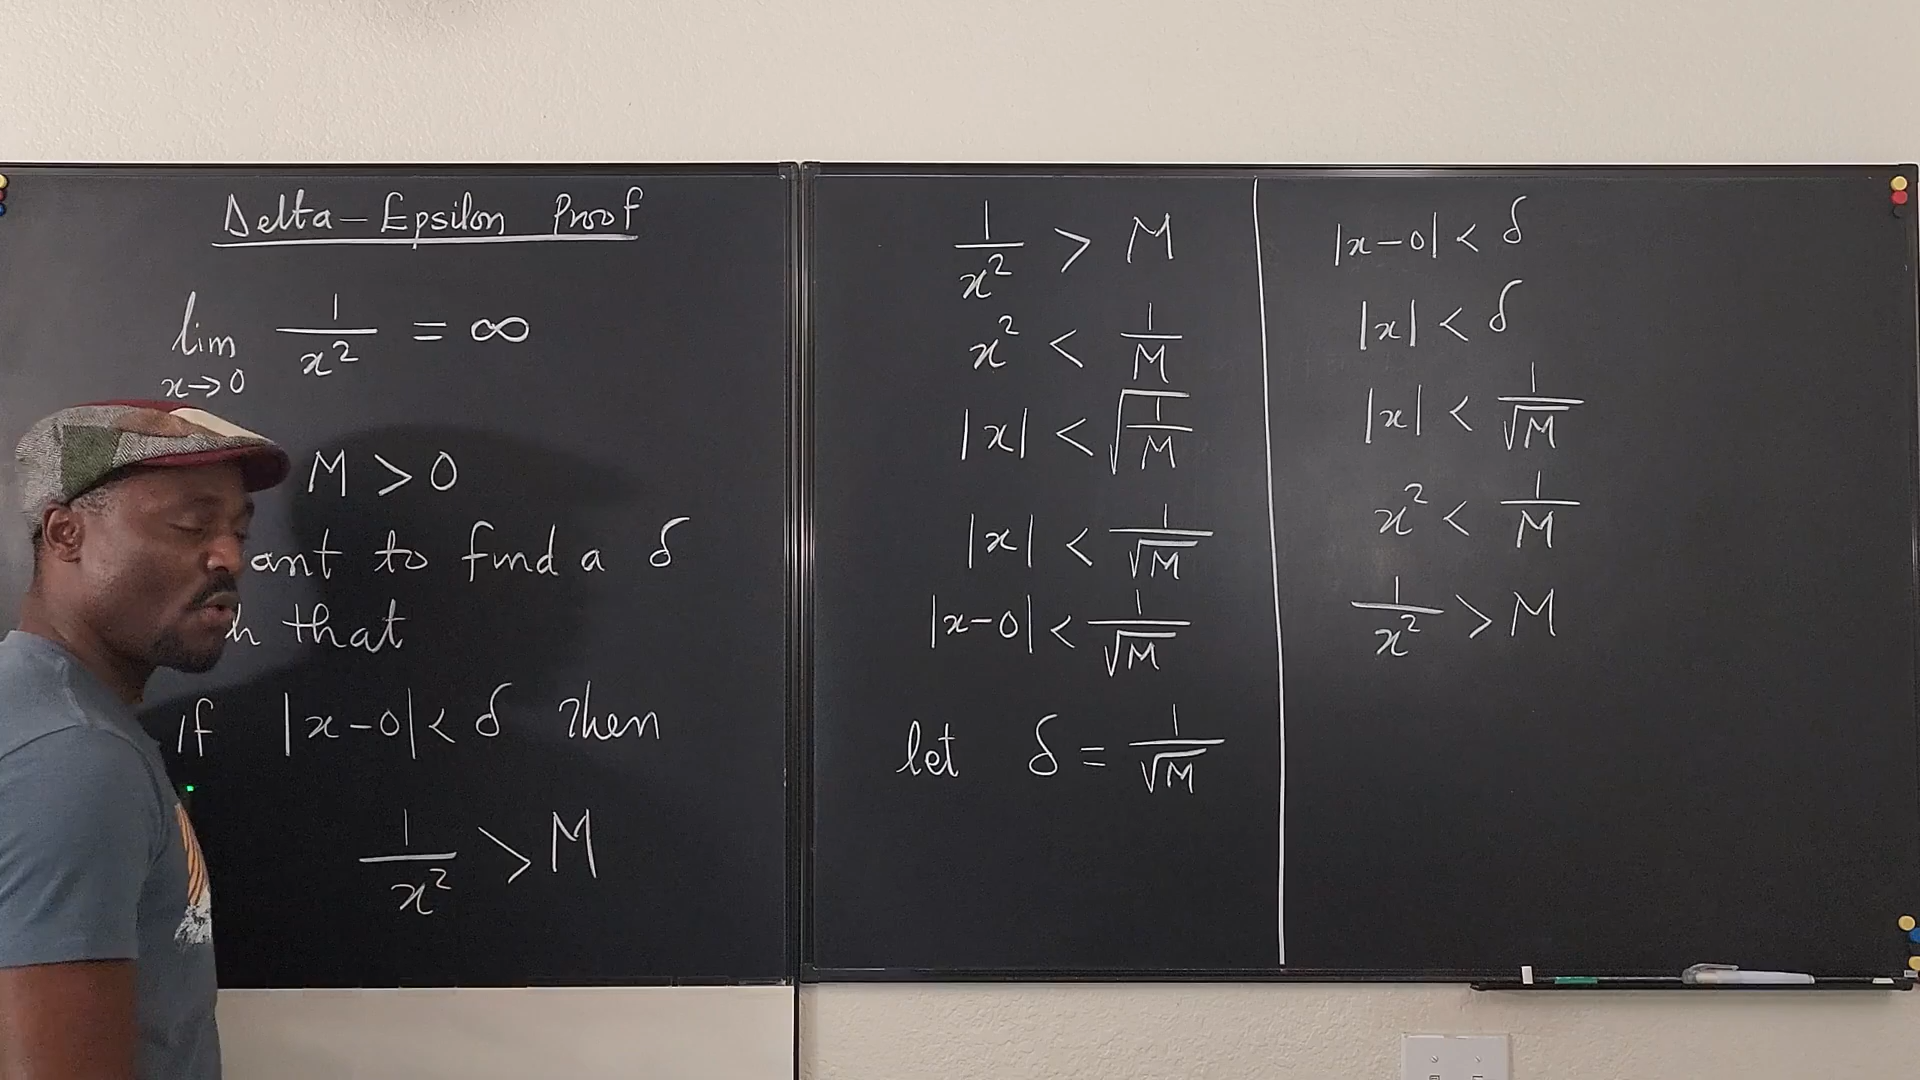 Delta-Epsilon Proof
lim x→0 1/x² = ∞
M > 0
ant to find a δ
h that
If |x-0| < δ then
1/x² > M
1/x² > M
x² < 1/M
|x| < √(1/M)
|x| < 1/√M
|x-0| < 1/√M
let δ = 1/√M
|x-0| < δ
|x| < δ
|x| < 1/√M
x² < 1/M
1/x² > M